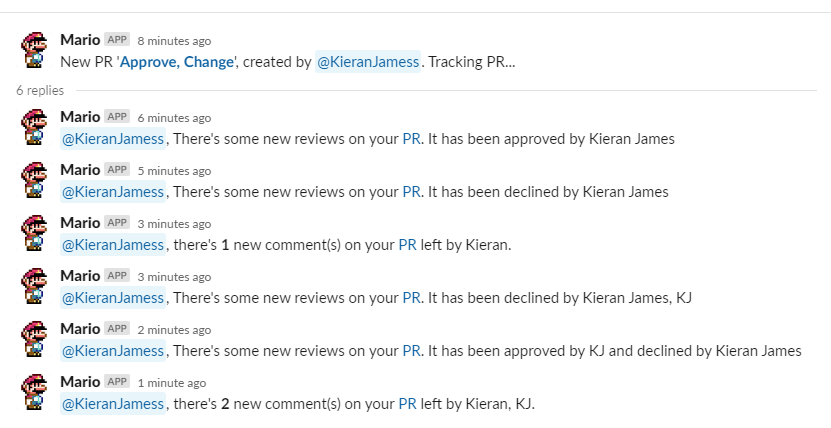 Mario APP 8 minutes ago
New PR 'Approve, Change', created by @KieranJamess. Tracking PR...
6 replies
Mario APP 6 minutes ago
@KieranJamess, There's some new reviews on your PR. It has been approved by Kieran James
Mario APP 5 minutes ago
@KieranJamess, There's some new reviews on your PR. It has been declined by Kieran James
Mario APP 3 minutes ago
@KieranJamess, there's 1 new comment(s) on your PR left by Kieran.
Mario APP 3 minutes ago
@KieranJamess, There's some new reviews on your PR. It has been declined by Kieran James, KJ
Mario APP 2 minutes ago
@KieranJamess, There's some new reviews on your PR. It has been approved by KJ and declined by Kieran James
Mario APP 1 minute ago
@KieranJamess, there's 2 new comment(s) on your PR left by Kieran, KJ.